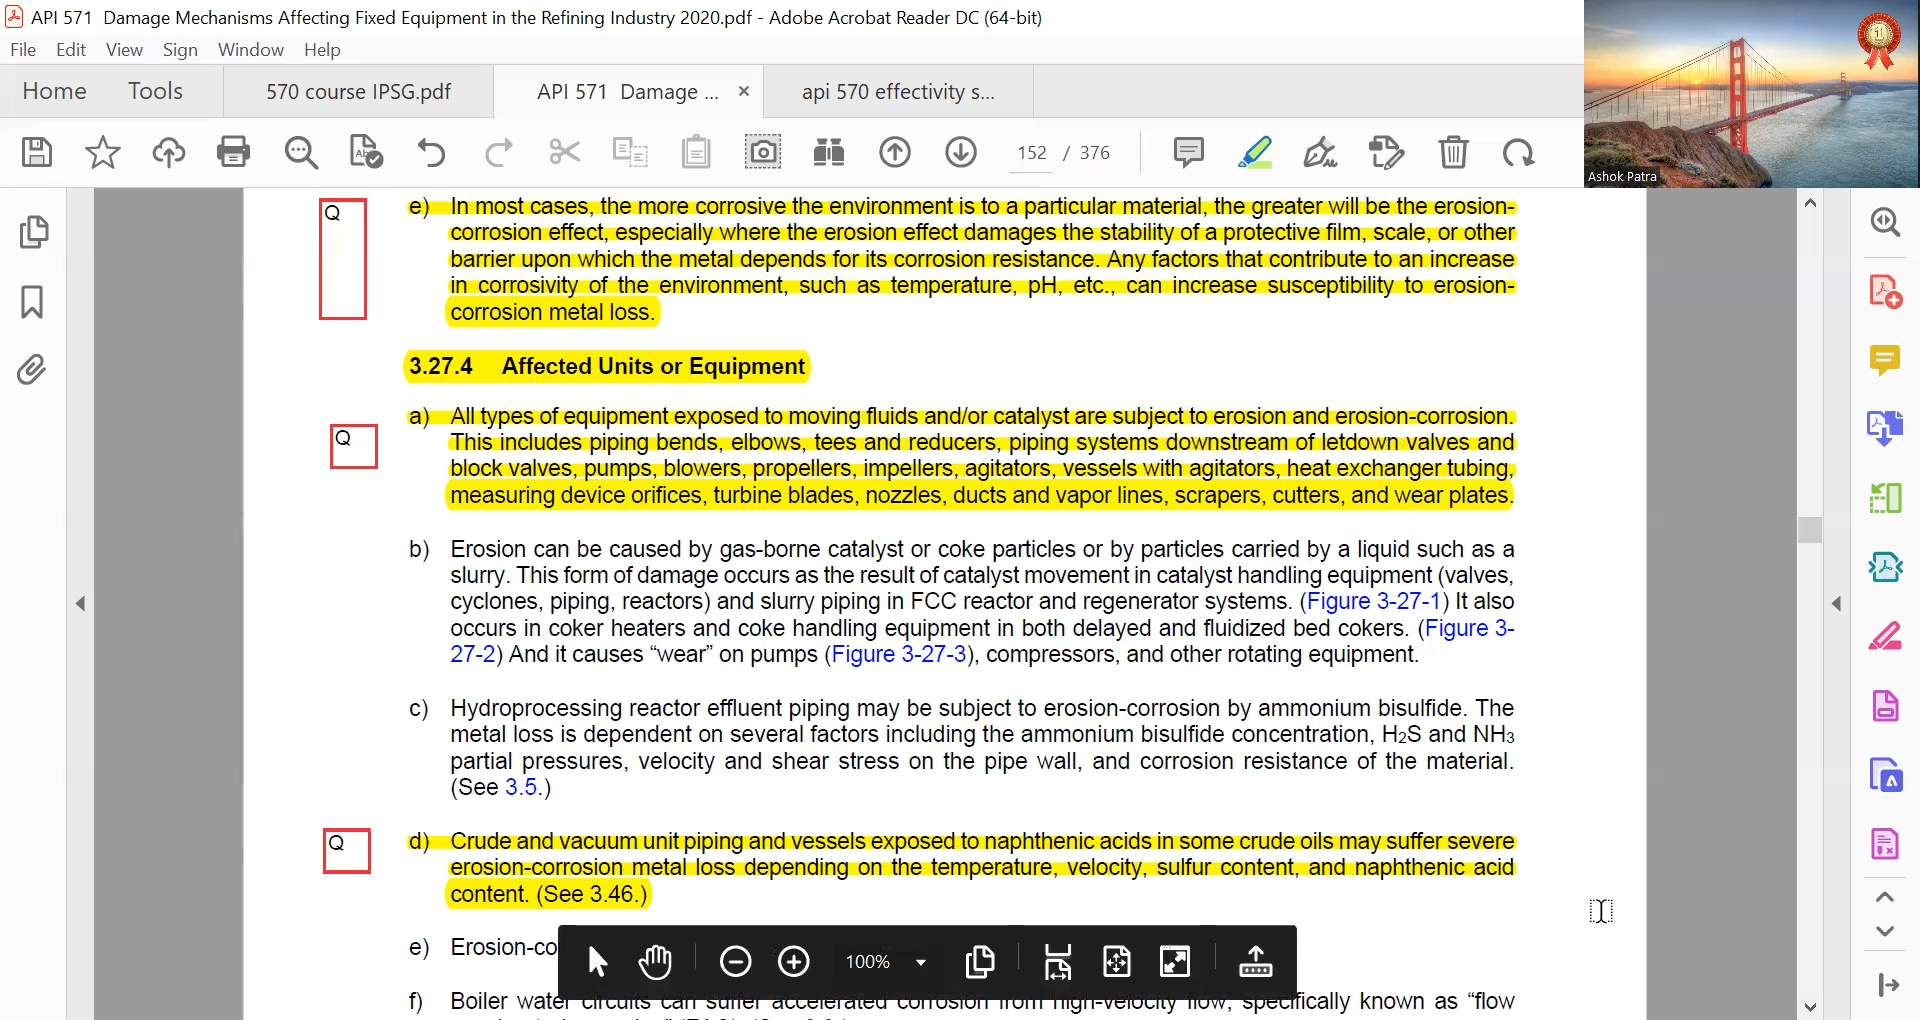 API 571  Damage Mechanisms Affecting Fixed Equipment in the Refining Industry 2020.pdf - Adobe Acrobat Reader DC (64-bit)
File Edit View Sign Window Help
Home Tools 570 course IPSG.pdf API 571 Damage ... × api 570 effectivity s...
152 / 376
1
Ashok Patra
Q
e) In most cases, the more corrosive the environment is to a particular material, the greater will be the erosion-
corrosion effect, especially where the erosion effect damages the stability of a protective film, scale, or other
barrier upon which the metal depends for its corrosion resistance. Any factors that contribute to an increase
in corrosivity of the environment, such as temperature, pH, etc., can increase susceptibility to erosion-
corrosion metal loss.
3.27.4 Affected Units or Equipment
Q
a) All types of equipment exposed to moving fluids and/or catalyst are subject to erosion and erosion-corrosion.
This includes piping bends, elbows, tees and reducers, piping systems downstream of letdown valves and
block valves, pumps, blowers, propellers, impellers, agitators, vessels with agitators, heat exchanger tubing,
measuring device orifices, turbine blades, nozzles, ducts and vapor lines, scrapers, cutters, and wear plates.
b) Erosion can be caused by gas-borne catalyst or coke particles or by particles carried by a liquid such as a
slurry. This form of damage occurs as the result of catalyst movement in catalyst handling equipment (valves,
cyclones, piping, reactors) and slurry piping in FCC reactor and regenerator systems. (Figure 3-27-1) It also
occurs in coker heaters and coke handling equipment in both delayed and fluidized bed cokers. (Figure 3-
27-2) And it causes “wear” on pumps (Figure 3-27-3), compressors, and other rotating equipment.
c) Hydroprocessing reactor effluent piping may be subject to erosion-corrosion by ammonium bisulfide. The
metal loss is dependent on several factors including the ammonium bisulfide concentration, H2S and NH3
partial pressures, velocity and shear stress on the pipe wall, and corrosion resistance of the material.
(See 3.5.)
Q
d) Crude and vacuum unit piping and vessels exposed to naphthenic acids in some crude oils may suffer severe
erosion-corrosion metal loss depending on the temperature, velocity, sulfur content, and naphthenic acid
content. (See 3.46.)
e) Erosion-co
100%
f) Boiler water circuits can suffer accelerated corrosion from high-velocity flow, specifically known as “flow